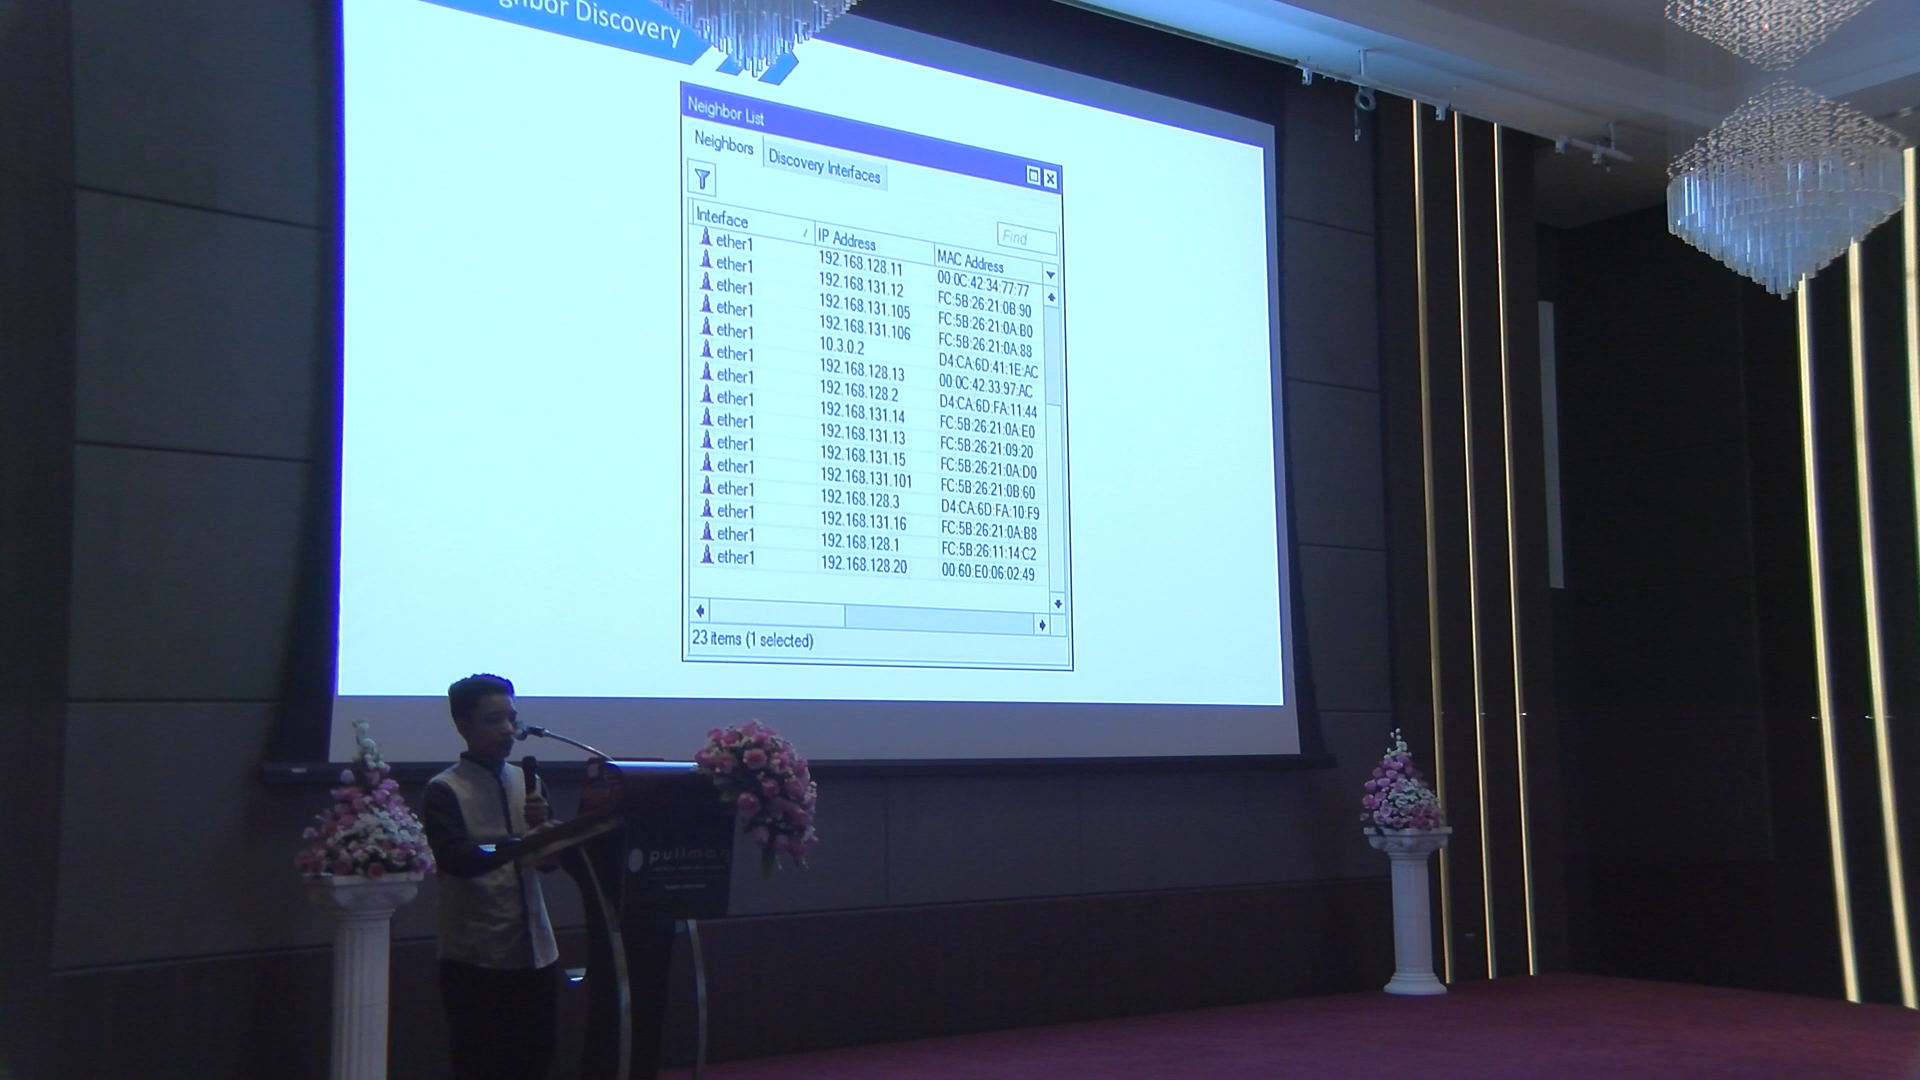 ghbor Discovery
Neighbor List
Neighbors Discovery Interfaces
Find
Interface IP Address MAC Address
ether1 192.168.128.11 00:0C:42:34:77:77
ether1 192.168.131.12 FC:5B:26:21:0B:90
ether1 192.168.131.105 FC:5B:26:21:0A:B0
ether1 192.168.131.106 FC:5B:26:21:0A:88
ether1 10.3.0.2 D4:CA:6D:41:1E:AC
ether1 192.168.128.13 00:0C:42:33:97:AC
ether1 192.168.128.2 D4:CA:6D:FA:11:44
ether1 192.168.131.14 FC:5B:26:21:0A:E0
ether1 192.168.131.13 FC:5B:26:21:09:20
ether1 192.168.131.15 FC:5B:26:21:0A:D0
ether1 192.168.131.101 FC:5B:26:21:0B:60
ether1 192.168.128.3 D4:CA:6D:FA:10:F9
ether1 192.168.131.16 FC:5B:26:21:0A:B8
ether1 192.168.128.1 FC:5B:26:11:14:C2
ether1 192.168.128.20 00:60:E0:06:02:49
23 items (1 selected)
pullman